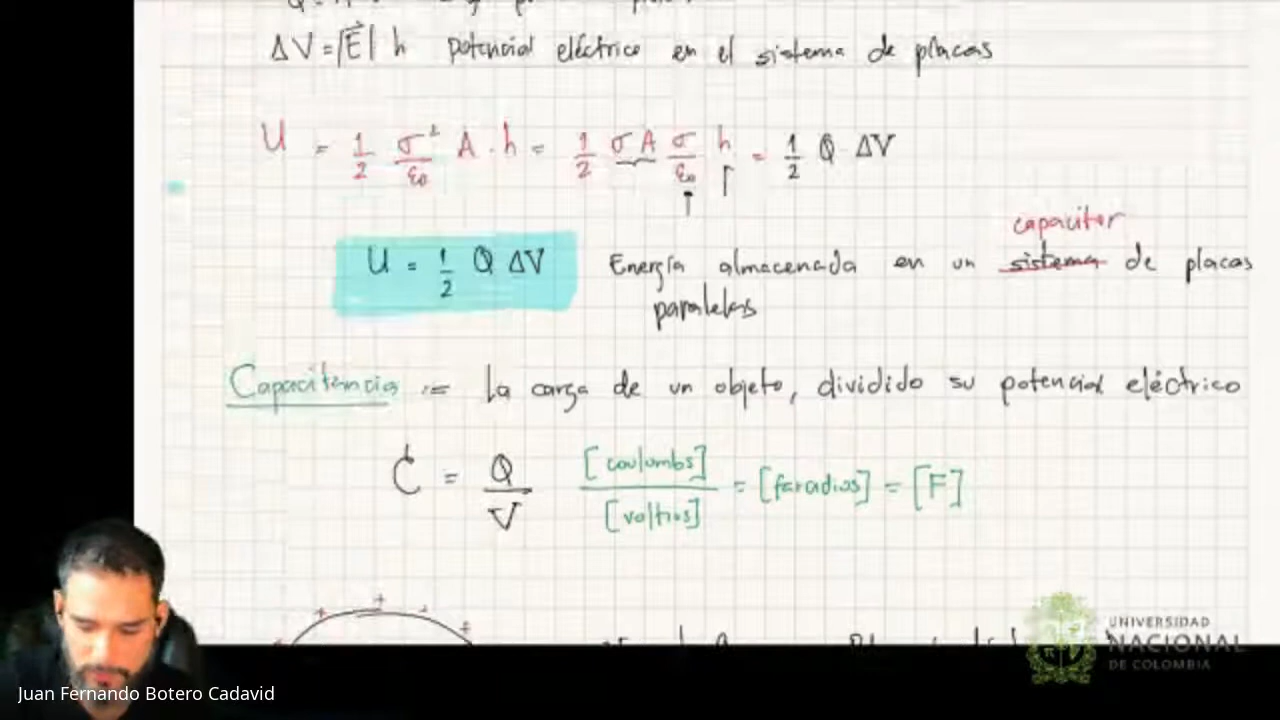 ΔV = |E⃗| h potencial eléctrico en el sistema de placas
U = 1/2 σ²/ε₀ A · h = 1/2 σ A σ/ε₀ h = 1/2 Q ΔV
capacitor
U = 1/2 Q ΔV Energía almacenada en un sistema de placas
paralelas
Capacitancia := la carga de un objeto, dividido su potencial eléctrico
C = Q/V [coulombs]/[voltios] = [faradios] = [F]
UNIVERSIDAD
NACIONAL
DE COLOMBIA
Juan Fernando Botero Cadavid